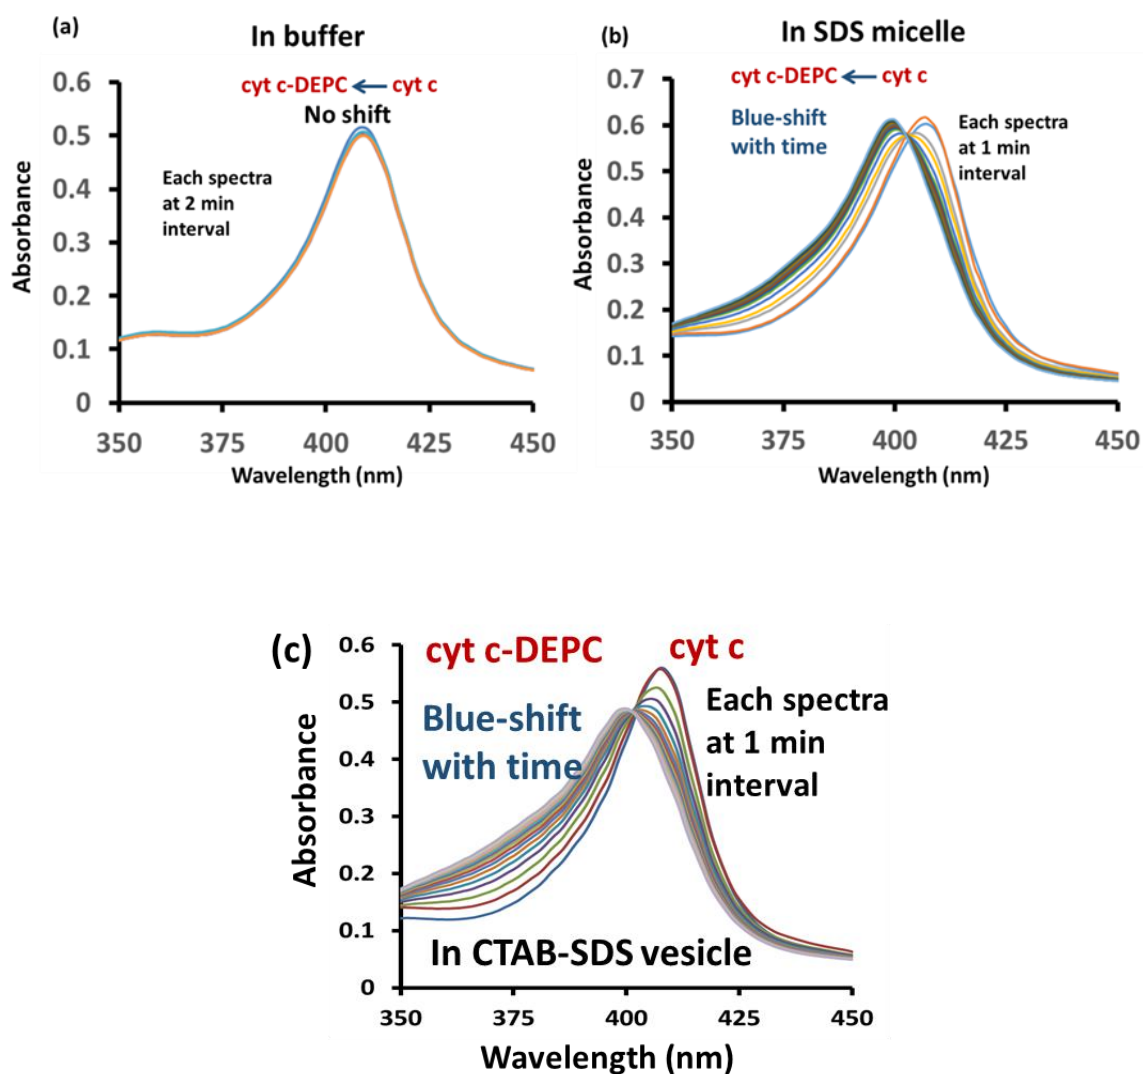 (a)
In buffer
cyt c-DEPC ← cyt c
No shift
Each spectra
at 2 min
interval
0.6
0.5
0.4
0.3
0.2
0.1
0
Absorbance
350
375
400
425
450
Wavelength (nm)
(b)
In SDS micelle
cyt c-DEPC ← cyt c
Blue-shift
with time
Each spectra
at 1 min
interval
0.7
0.6
0.5
0.4
0.3
0.2
0.1
0
Absorbance
350
375
400
425
450
Wavelength (nm)
(c)
cyt c-DEPC
cyt c
Blue-shift
with time
Each spectra
at 1 min
interval
0.6
0.5
0.4
0.3
0.2
0.1
0
Absorbance
In CTAB-SDS vesicle
350
375
400
425
450
Wavelength (nm)